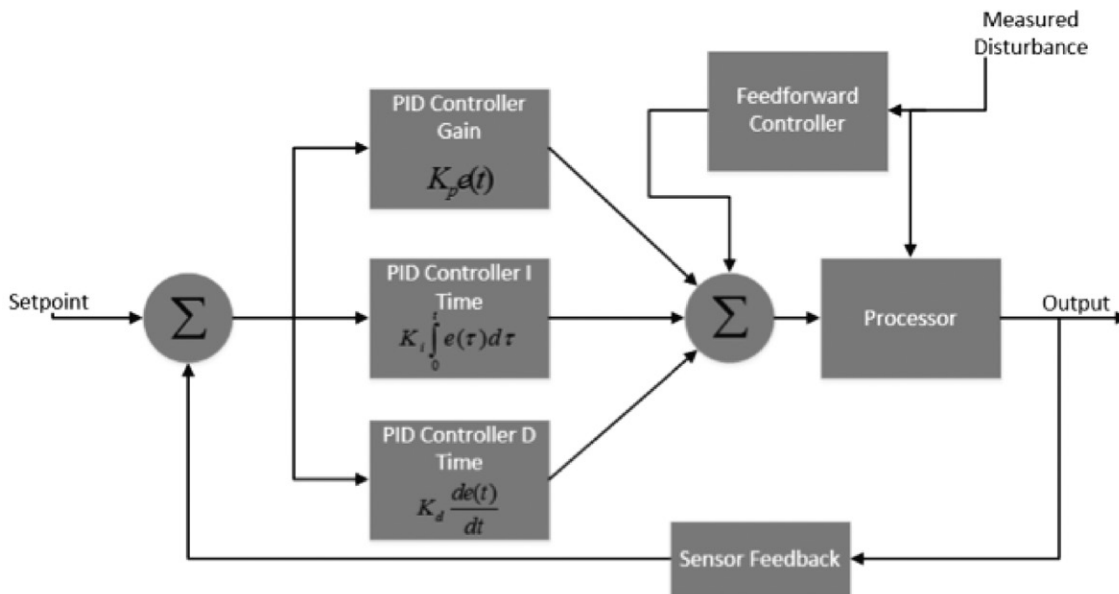 Measured
Disturbance
PID Controller
Gain
K_p e(t)
Feedforward
Controller
Setpoint
Σ
PID Controller I
Time
K_i ∫_0^t e(τ)dτ
Σ
Processor
Output
PID Controller D
Time
K_d de(t)/dt
Sensor Feedback